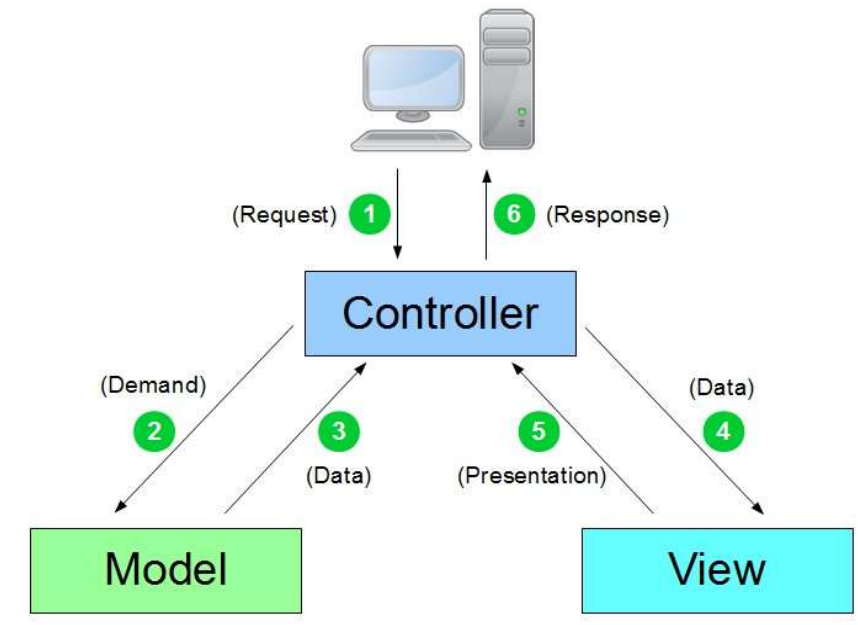 (Request) 1
6 (Response)
Controller
(Demand)
2
3
(Data)
5
(Presentation)
(Data)
4
Model
View